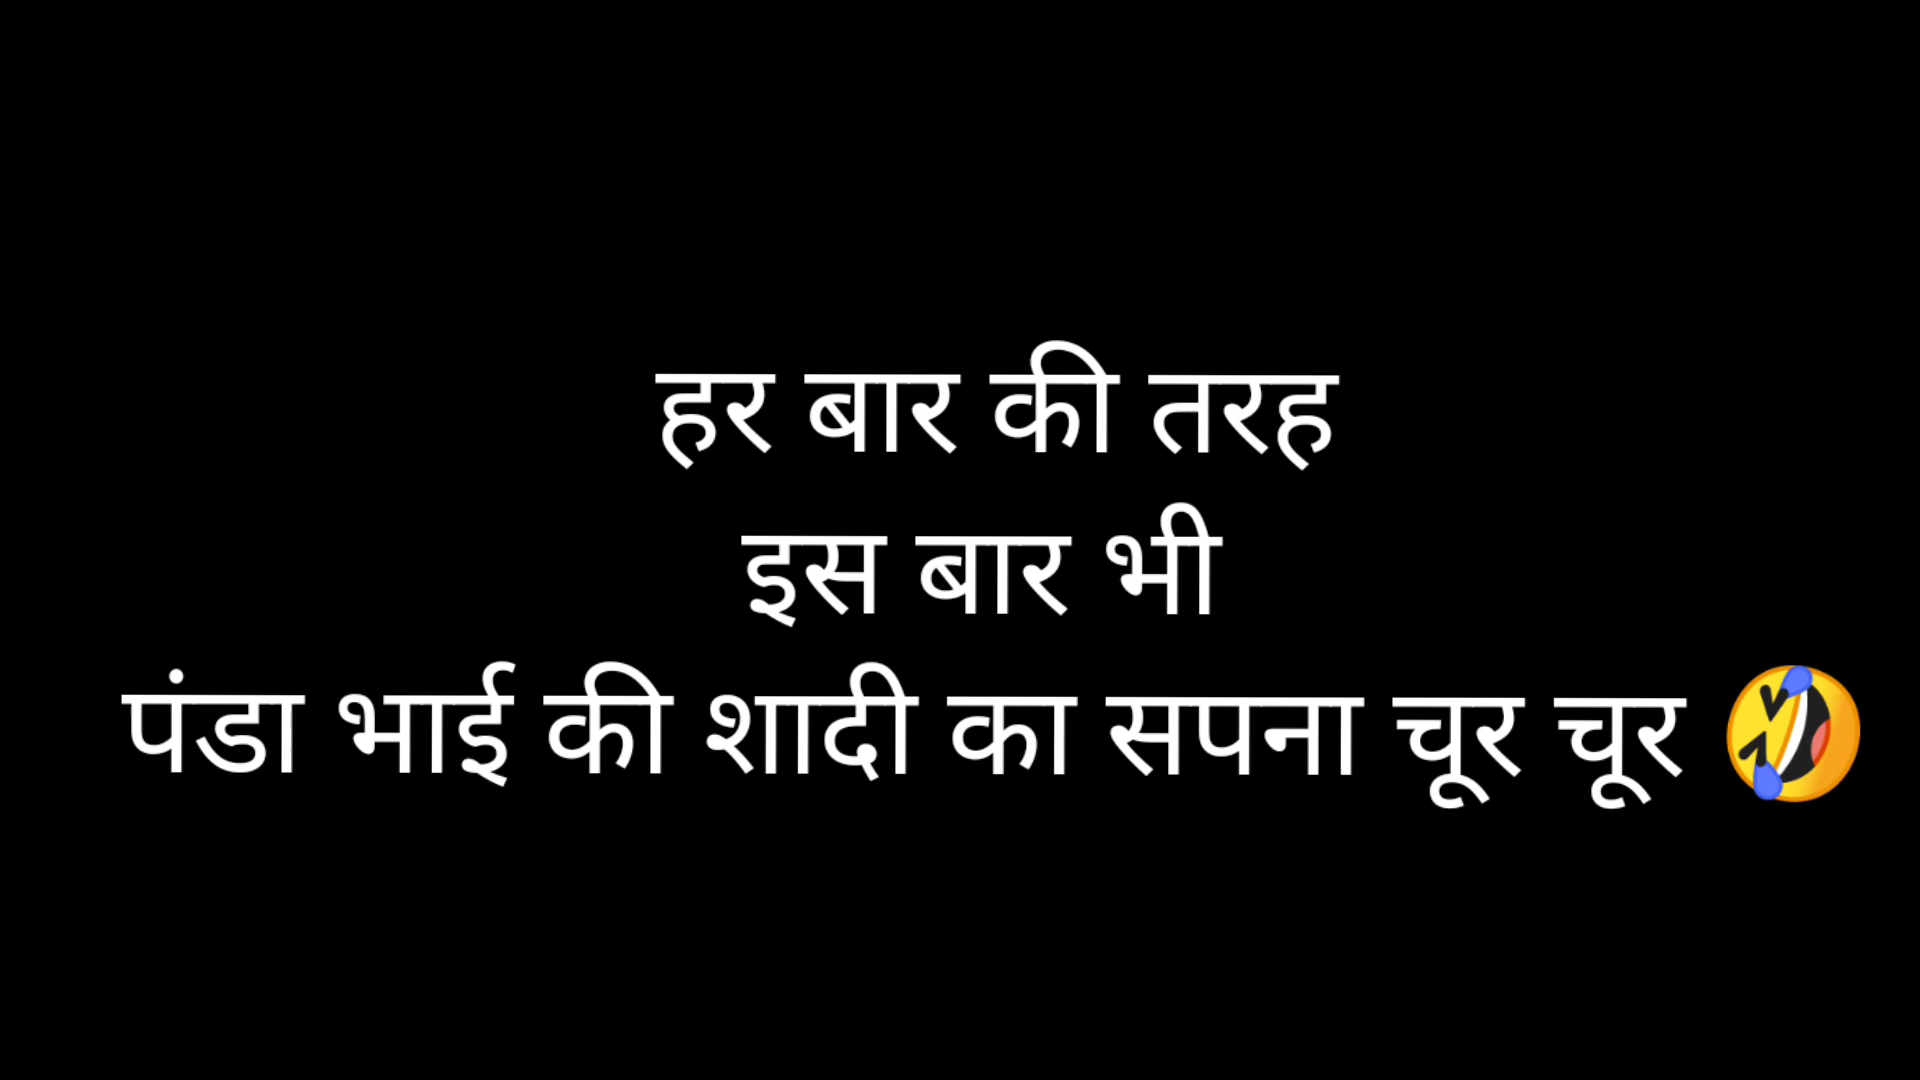 हर बार की तरह
इस बार भी
पंडा भाई की शादी का सपना चूर चूर 🤣